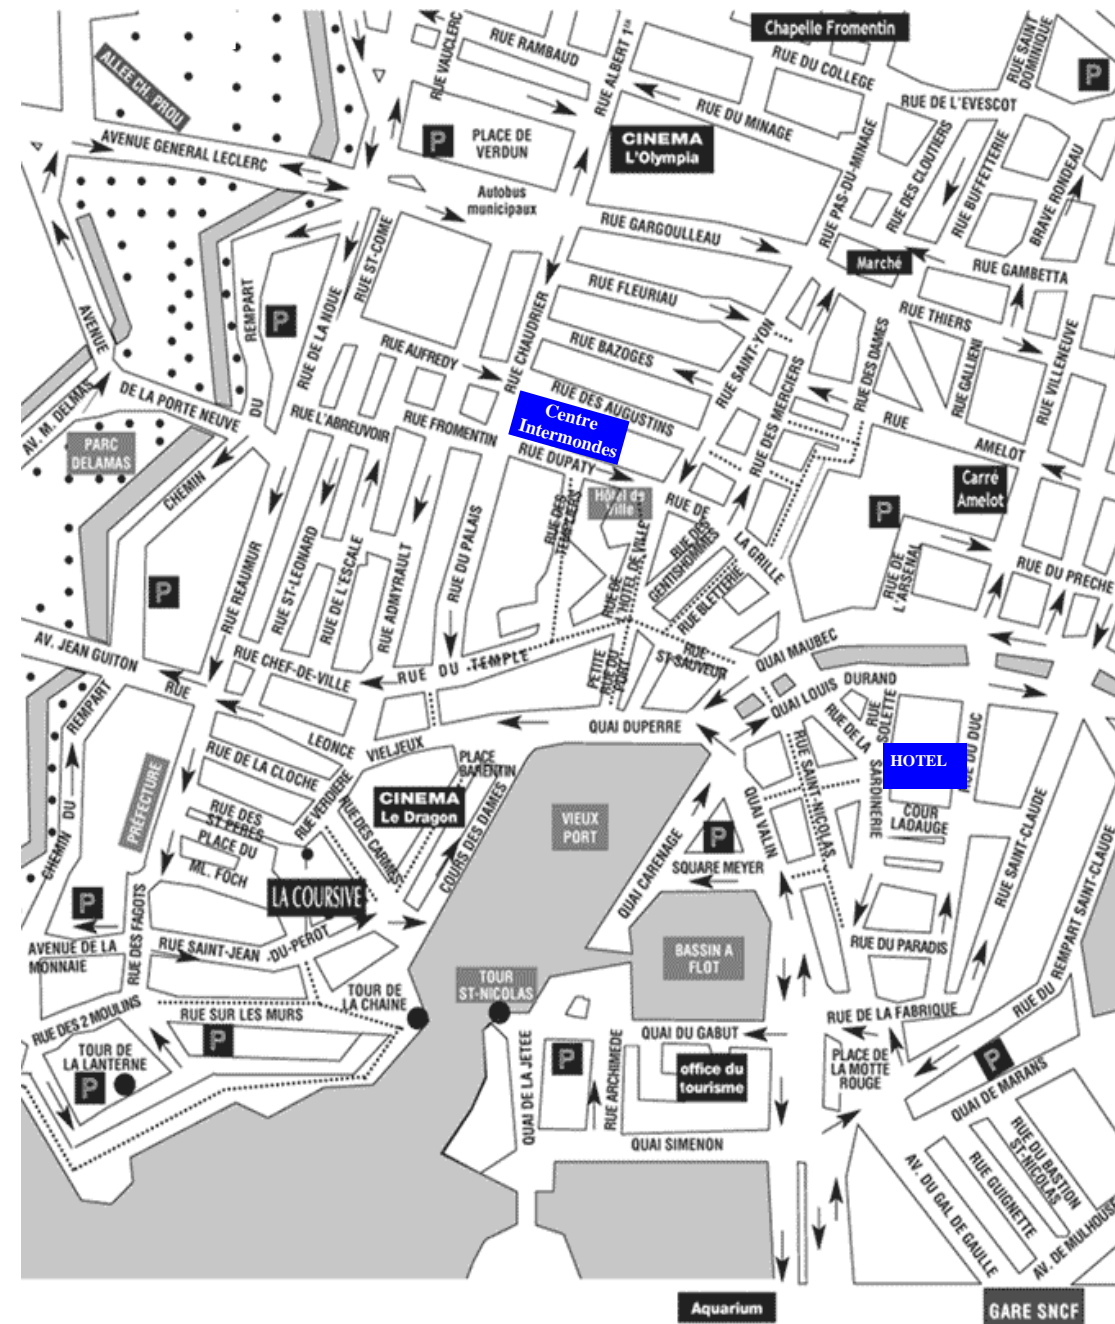 Chapelle Fromentin
RUE SAINT
DOMINIQUE
P
RUE VAUCLERC
RUE RAMBAUD
RUE ALBERT 1er
RUE DU COLLEGE
RUE DE L'EVESCOT
ALLEE CH. PROU
RUE DU MINAGE
P
PLACE DE
VERDUN
CINEMA
L'Olympia
AVENUE GENERAL LECLERC
Autobus
municipaux
RUE PAS-DU-MINAGE
RUE DES CLOUTIERS
RUE BUFFETTERIE
BRAVE RONDEAU
RUE GARGOULLEAU
Marché
RUE GAMBETTA
RUE ST-COME
RUE FLEURIAU
RUE THIERS
AVENUE
REMPART
P
RUE DE LA NOUE
RUE CHAUDRIER
RUE BAZOGES
RUE SAINT-YON
RUE DES DAMES
RUE GALLIENI
RUE VILLENEUVE
RUE AUFREDY
RUE DES AUGUSTINS
RUE DES MERCIERS
AV. M. DELMAS
DE LA PORTE NEUVE
DU
RUE L'ABREUVOIR
RUE FROMENTIN
Centre
Intermondes
RUE
AMELOT
PARC
DELAMAS
CHEMIN
RUE DUPATY
Hôtel de
Ville
RUE DE
LA GRILLE
P
Carré
Amelot
RUE DES
TEMPLIERS
RUE DE
L'HOTEL DE VILLE
RUE DES
GENTISHOMMES
RUE BLETTERIE
RUE DE
L'ARSENAL
RUE DU PRECHE
P
RUE REAUMUR
RUE ST-LEONARD
RUE DE L'ESCALE
RUE ADMYRAULT
RUE DU PALAIS
AV. JEAN GUITON
RUE CHEF-DE-VILLE
RUE DU TEMPLE
PETITE
RUE DU
PORT
RUE
ST-SAUVEUR
QUAI MAUBEC
QUAI LOUIS DURAND
REMPART
RUE
LEONCE
VIELJEUX
QUAI DUPERRE
RUE DE LA
SARDINERIE
RUE
SOLETTE
RUE DU DUC
HOTEL
RUE DE LA CLOCHE
PLACE
BARENTIN
PRÉFECTURE
RUE DES
ST PERES
RUE VERDIERE
RUE DES CARMES
CINEMA
Le Dragon
COURS DES DAMES
VIEUX
PORT
QUAI VALIN
RUE SAINT-NICOLAS
COUR
LADAUGE
CHEMIN DU
PLACE DU
ML. FOCH
P
SQUARE MEYER
QUAI CARENAGE
RUE SAINT-CLAUDE
P
RUE DES FAGOTS
LA COURSIVE
RUE DU REMPART SAINT-CLAUDE
AVENUE DE LA
MONNAIE
RUE SAINT-JEAN -DU-PEROT
BASSIN A
FLOT
RUE DU PARADIS
TOUR DE
LA CHAINE
TOUR
ST-NICOLAS
RUE DES 2 MOULINS
RUE SUR LES MURS
RUE DE LA FABRIQUE
P
QUAI DU GABUT
TOUR DE
LA LANTERNE
P
QUAI DE LA JETEE
P
RUE ARCHIMEDE
office du
tourisme
PLACE DE
LA MOTTE
ROUGE
P
QUAI DE MARANS
QUAI SIMENON
AV. DU GAL DE GAULLE
RUE GUIGNETTE
RUE DU BASTION
ST-NICOLAS
AV. DE MULHOUSE
Aquarium
GARE SNCF